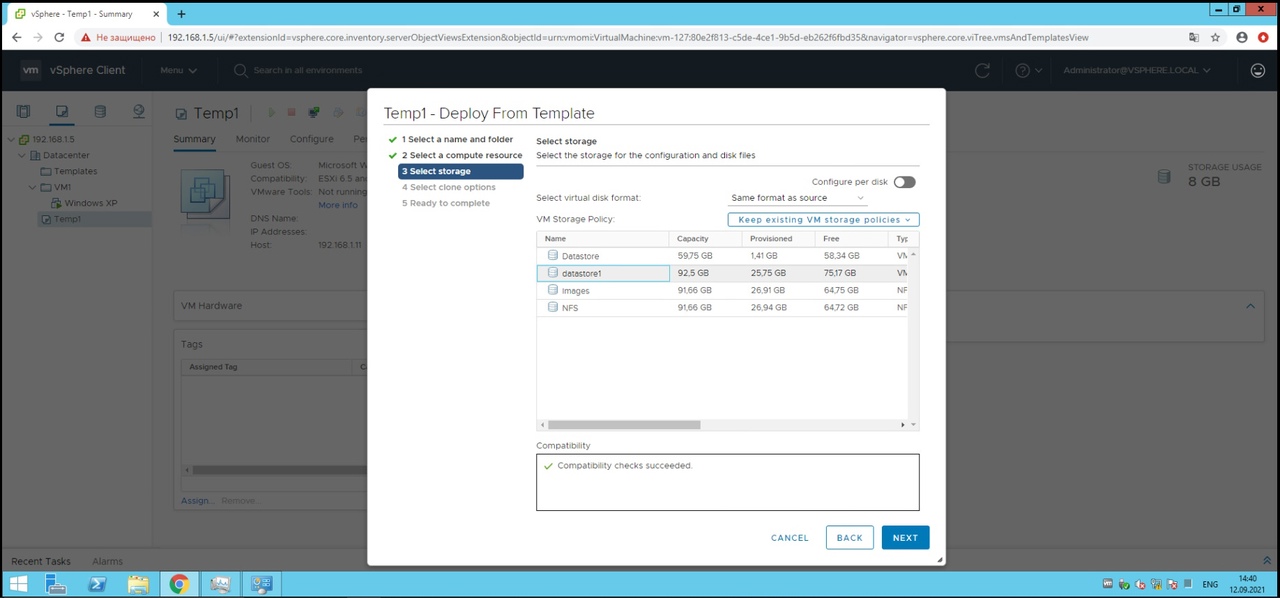 vSphere - Temp1 - Summary
Не защищено
192.168.1.5/ui/#?extensionId=vsphere.core.inventory.serverObjectViewsExtension&objectId=urn:vmomi:VirtualMachine:vm-127:80e2f813-c5de-4ce1-9b5d-eb262f6fbd35&navigator=vsphere.core.viTree.vmsAndTemplatesView
vm vSphere Client Menu Search in all environments Administrator@VSPHERE.LOCAL
192.168.1.5
Datacenter
Templates
VM1
Windows XP
Temp1
Temp1
Summary Monitor Configure Pe
Guest OS: Microsoft W
Compatibility: ESXi 6.5 and
VMware Tools: Not running
More info
DNS Name:
IP Addresses:
Host: 192.168.1.11
STORAGE USAGE
8 GB
VM Hardware
Tags
Assigned Tag C
Assign... Remove...
Temp1 - Deploy From Template
1 Select a name and folder
2 Select a compute resource
3 Select storage
4 Select clone options
5 Ready to complete
Select storage
Select the storage for the configuration and disk files
Configure per disk
Select virtual disk format: Same format as source
VM Storage Policy: Keep existing VM storage policies
Name Capacity Provisioned Free Typ
Datastore 59,75 GB 1,41 GB 58,34 GB VM
datastore1 92,5 GB 25,75 GB 75,17 GB VM
Images 91,66 GB 26,91 GB 64,75 GB NF
NFS 91,66 GB 26,94 GB 64,72 GB NF
Compatibility
Compatibility checks succeeded.
CANCEL BACK NEXT
Recent Tasks Alarms
ENG
14:40
12.09.2021